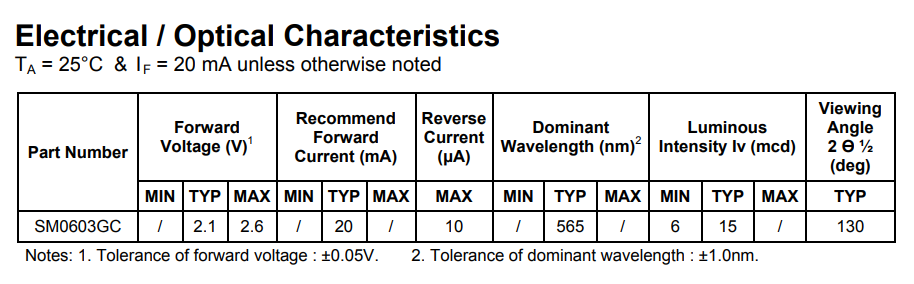 Electrical / Optical Characteristics
TA = 25°C & IF = 20 mA unless otherwise noted
Part Number
Forward Voltage (V)1
Recommend Forward Current (mA)
Reverse Current (µA)
Dominant Wavelength (nm)2
Luminous Intensity Iv (mcd)
Viewing Angle 2 Ө ½ (deg)
MIN TYP MAX MIN TYP MAX MAX MIN TYP MAX MIN TYP MAX TYP
SM0603GC / 2.1 2.6 / 20 / 10 / 565 / 6 15 / 130
Notes: 1. Tolerance of forward voltage : ±0.05V. 2. Tolerance of dominant wavelength : ±1.0nm.